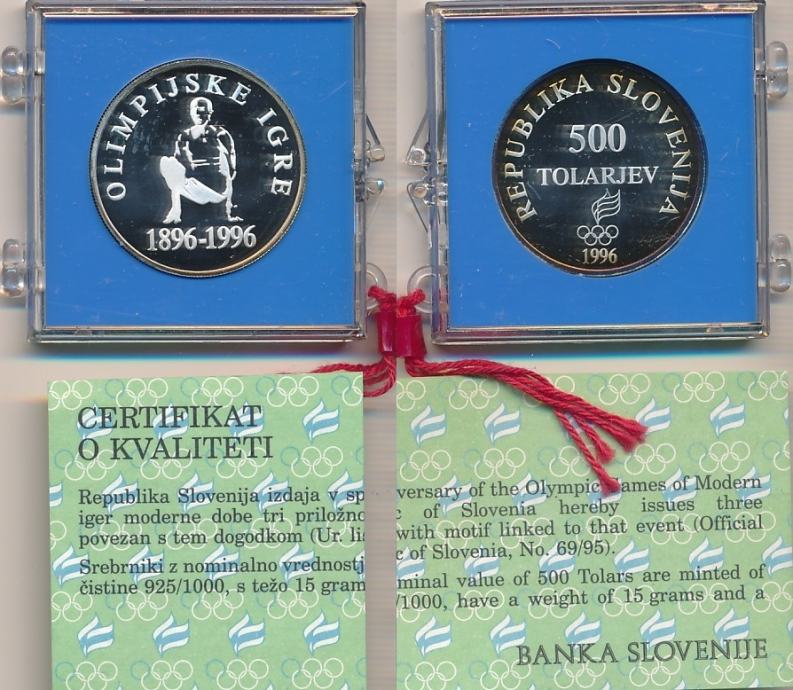 OLIMPIJSKE IGRE
1896-1996
REPUBLIKA SLOVENIJA
500
TOLARJEV
1996
CERTIFIKAT
O KVALITETI
Republika Slovenija izdaja v sp
iger moderne dobe tri priložno
povezan s tem dogodkom (Ur. li
Srebrniki z nominalno vrednostj
čistine 925/1000, s težo 15 gram
versary of the Olympic ames of Modern
c of Slovenia hereby issues three
with motif linked to that event (Official
c of Slovenia, No. 69/95).
minal value of 500 Tolars are minted of
/1000, have a weight of 15 grams and a
BANKA SLOVENIJE